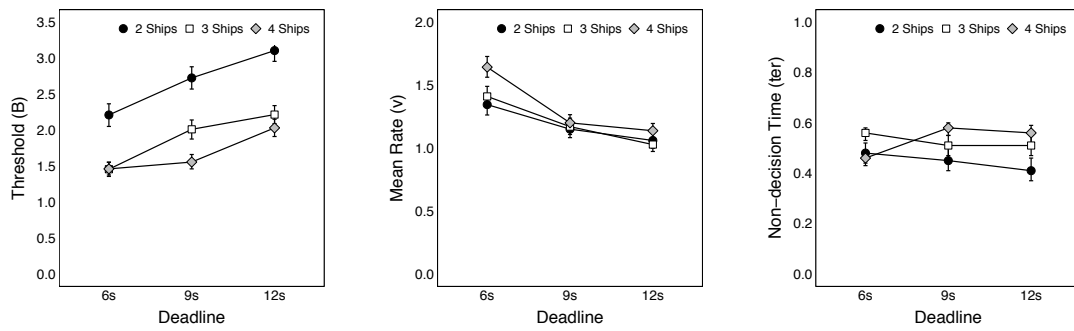 Threshold (B)
3.5
3.0
2.5
2.0
1.5
1.0
0.5
0.0
2 Ships 3 Ships 4 Ships
6s 9s 12s
Deadline
Mean Rate (v)
2.0
1.5
1.0
0.5
0.0
2 Ships 3 Ships 4 Ships
6s 9s 12s
Deadline
Non−decision Time (ter)
1.0
0.8
0.6
0.4
0.2
0.0
2 Ships 3 Ships 4 Ships
6s 9s 12s
Deadline